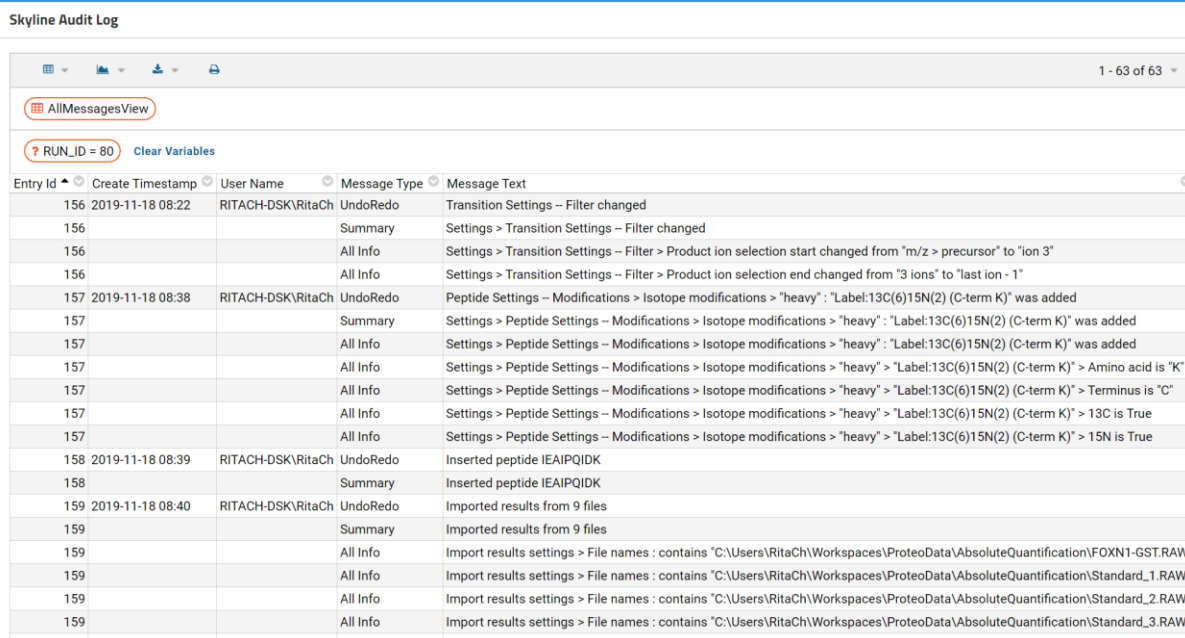 Skyline Audit Log
1 - 63 of 63
AllMessagesView
? RUN_ID = 80 Clear Variables
Entry Id Create Timestamp User Name Message Type Message Text
156 2019-11-18 08:22 RITACH-DSK\RitaCh UndoRedo Transition Settings -- Filter changed
156 Summary Settings > Transition Settings -- Filter changed
156 All Info Settings > Transition Settings -- Filter > Product ion selection start changed from "m/z > precursor" to "ion 3"
156 All Info Settings > Transition Settings -- Filter > Product ion selection end changed from "3 ions" to "last ion - 1"
157 2019-11-18 08:38 RITACH-DSK\RitaCh UndoRedo Peptide Settings -- Modifications > Isotope modifications > "heavy" : "Label:13C(6)15N(2) (C-term K)" was added
157 Summary Settings > Peptide Settings -- Modifications > Isotope modifications > "heavy" : "Label:13C(6)15N(2) (C-term K)" was added
157 All Info Settings > Peptide Settings -- Modifications > Isotope modifications > "heavy" : "Label:13C(6)15N(2) (C-term K)" was added
157 All Info Settings > Peptide Settings -- Modifications > Isotope modifications > "heavy" > "Label:13C(6)15N(2) (C-term K)" > Amino acid is "K"
157 All Info Settings > Peptide Settings -- Modifications > Isotope modifications > "heavy" > "Label:13C(6)15N(2) (C-term K)" > Terminus is "C"
157 All Info Settings > Peptide Settings -- Modifications > Isotope modifications > "heavy" > "Label:13C(6)15N(2) (C-term K)" > 13C is True
157 All Info Settings > Peptide Settings -- Modifications > Isotope modifications > "heavy" > "Label:13C(6)15N(2) (C-term K)" > 15N is True
158 2019-11-18 08:39 RITACH-DSK\RitaCh UndoRedo Inserted peptide IEAIPQIDK
158 Summary Inserted peptide IEAIPQIDK
159 2019-11-18 08:40 RITACH-DSK\RitaCh UndoRedo Imported results from 9 files
159 Summary Imported results from 9 files
159 All Info Import results settings > File names : contains "C:\Users\RitaCh\Workspaces\ProteoData\AbsoluteQuantification\FOXN1-GST.RAW
159 All Info Import results settings > File names : contains "C:\Users\RitaCh\Workspaces\ProteoData\AbsoluteQuantification\Standard_1.RAW
159 All Info Import results settings > File names : contains "C:\Users\RitaCh\Workspaces\ProteoData\AbsoluteQuantification\Standard_2.RAW
159 All Info Import results settings > File names : contains "C:\Users\RitaCh\Workspaces\ProteoData\AbsoluteQuantification\Standard_3.RAW